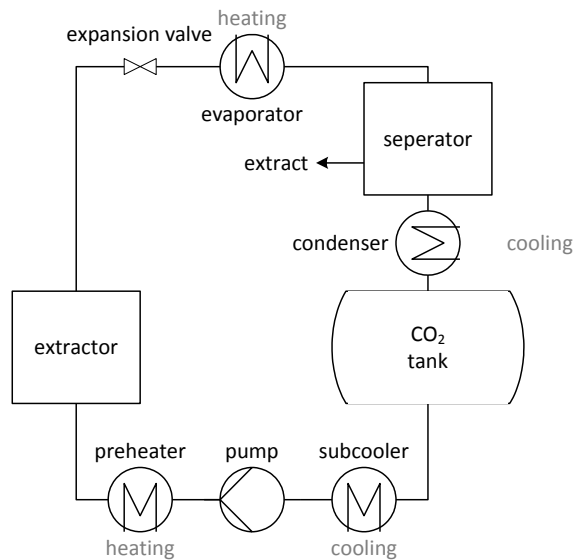 heating
expansion valve
evaporator
seperator
extract
condenser
cooling
extractor
CO₂
tank
preheater
pump
subcooler
heating
cooling